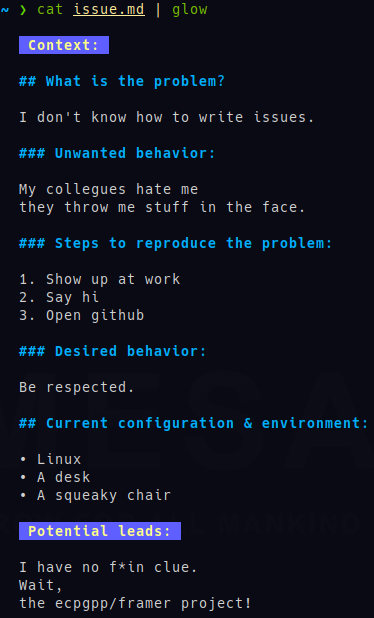 ~ ❯ cat issue.md | glow
Context:
## What is the problem?
I don't know how to write issues.
### Unwanted behavior:
My collegues hate me
they throw me stuff in the face.
### Steps to reproduce the problem:
1. Show up at work
2. Say hi
3. Open github
### Desired behavior:
Be respected.
## Current configuration & environment:
• Linux
• A desk
• A squeaky chair
Potential leads:
I have no f*in clue.
Wait,
the ecpgpp/framer project!